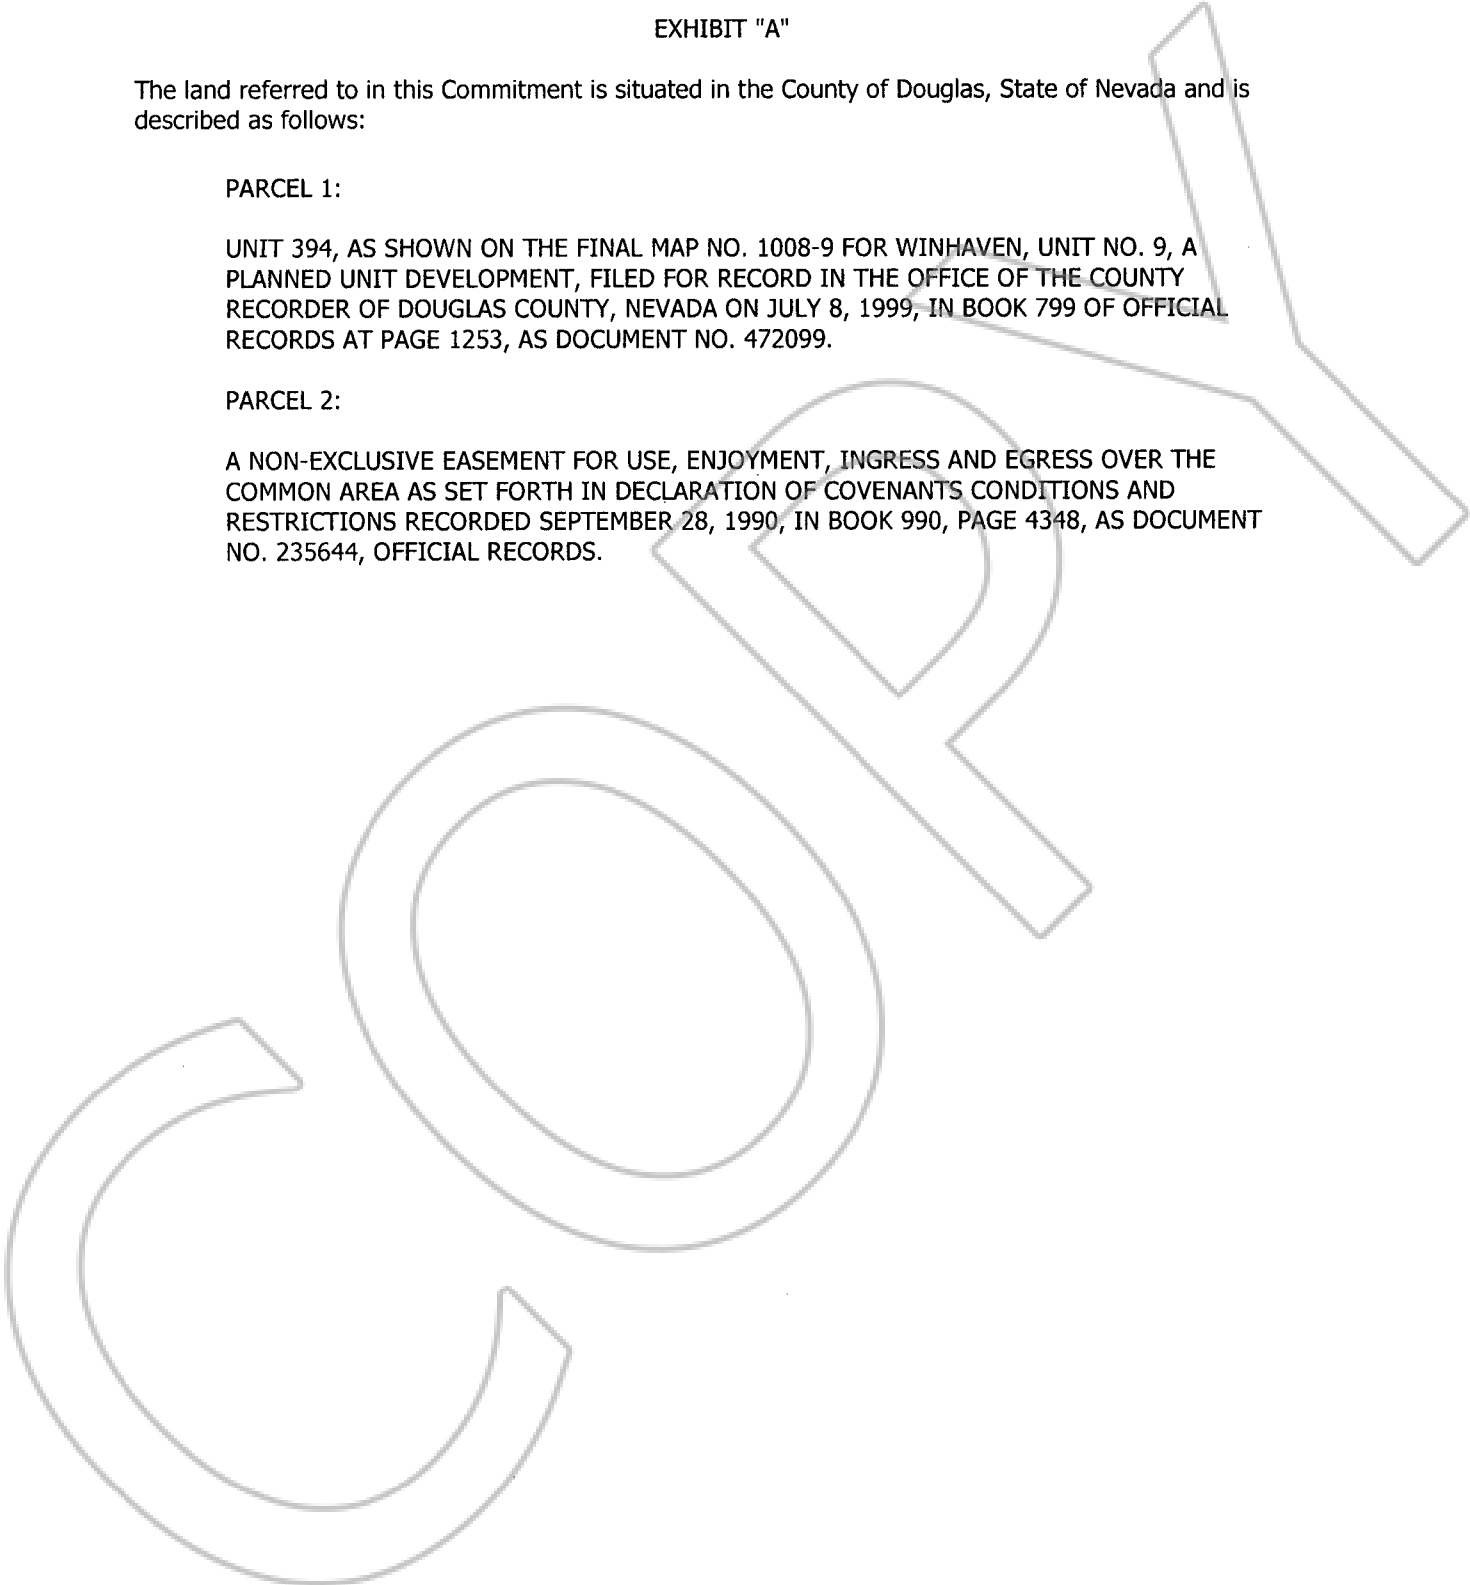 EXHIBIT "A"
The land referred to in this Commitment is situated in the County of Douglas, State of Nevada and is
described as follows:
PARCEL 1:
UNIT 394, AS SHOWN ON THE FINAL MAP NO. 1008-9 FOR WINHAVEN, UNIT NO. 9, A
PLANNED UNIT DEVELOPMENT, FILED FOR RECORD IN THE OFFICE OF THE COUNTY
RECORDER OF DOUGLAS COUNTY, NEVADA ON JULY 8, 1999, IN BOOK 799 OF OFFICIAL
RECORDS AT PAGE 1253, AS DOCUMENT NO. 472099.
PARCEL 2:
A NON-EXCLUSIVE EASEMENT FOR USE, ENJOYMENT, INGRESS AND EGRESS OVER THE
COMMON AREA AS SET FORTH IN DECLARATION OF COVENANTS CONDITIONS AND
RESTRICTIONS RECORDED SEPTEMBER 28, 1990, IN BOOK 990, PAGE 4348, AS DOCUMENT
NO. 235644, OFFICIAL RECORDS.
COPY